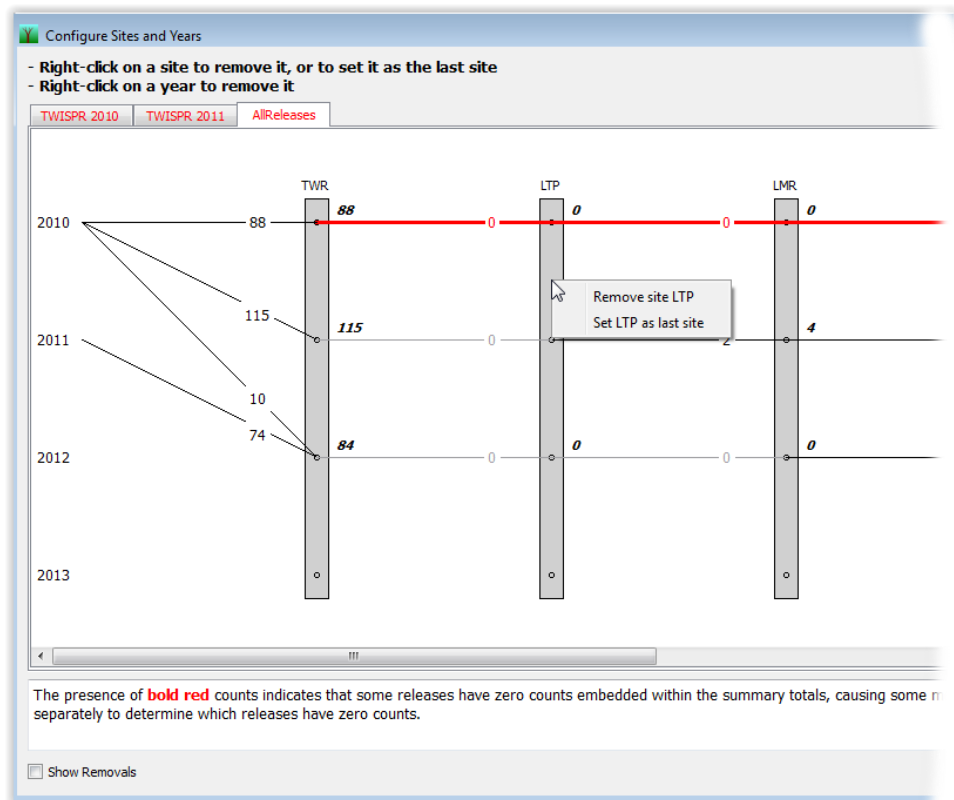 Configure Sites and Years
- Right-click on a site to remove it, or to set it as the last site
- Right-click on a year to remove it
TWISPR 2010 TWISPR 2011 AllReleases
TWR LTP LMR
2010 88 88 0 0 0 0
Remove site LTP
Set LTP as last site
2011 115 115 0 2 4
10
74
2012 84 0 0 0 0
2013
The presence of bold red counts indicates that some releases have zero counts embedded within the summary totals, causing some
separately to determine which releases have zero counts.
Show Removals